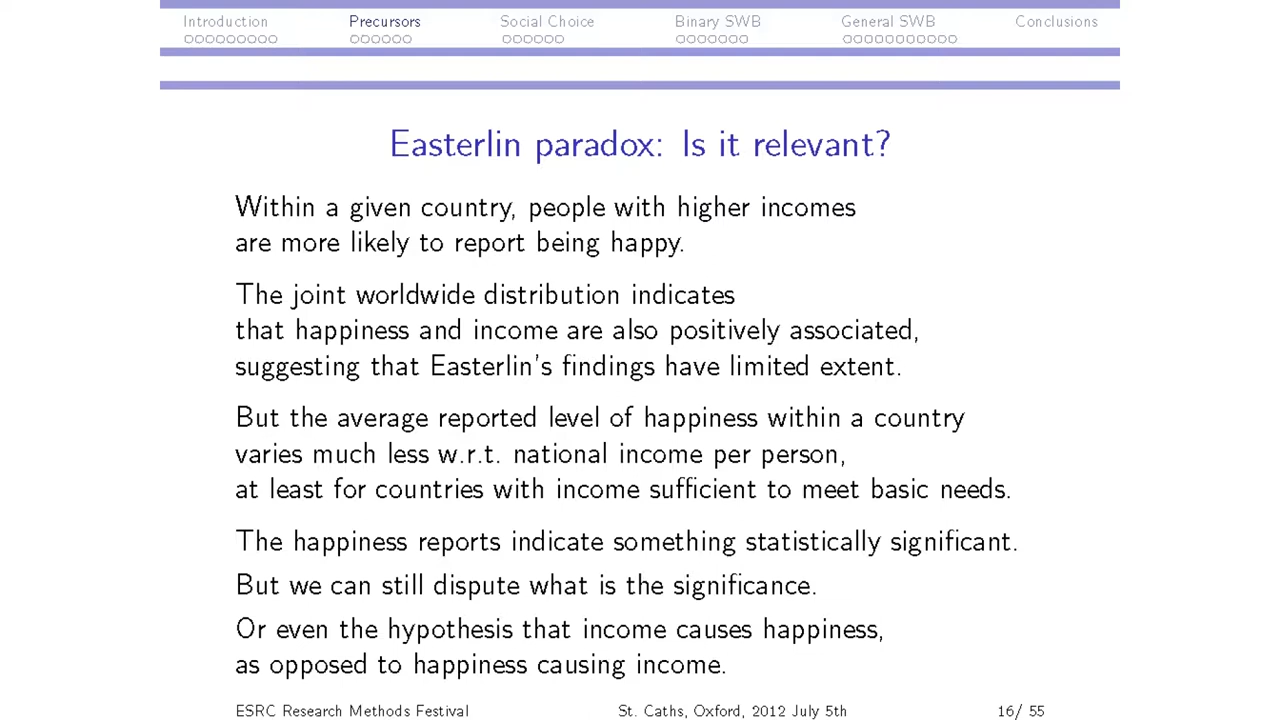 Introduction Precursors Social Choice Binary SWB General SWB Conclusions
Easterlin paradox: Is it relevant?
Within a given country, people with higher incomes
are more likely to report being happy.
The joint worldwide distribution indicates
that happiness and income are also positively associated,
suggesting that Easterlin's findings have limited extent.
But the average reported level of happiness within a country
varies much less w.r.t. national income per person,
at least for countries with income sufficient to meet basic needs.
The happiness reports indicate something statistically significant.
But we can still dispute what is the significance.
Or even the hypothesis that income causes happiness,
as opposed to happiness causing income.
ESRC Research Methods Festival St. Caths, Oxford, 2012 July 5th 16/ 55